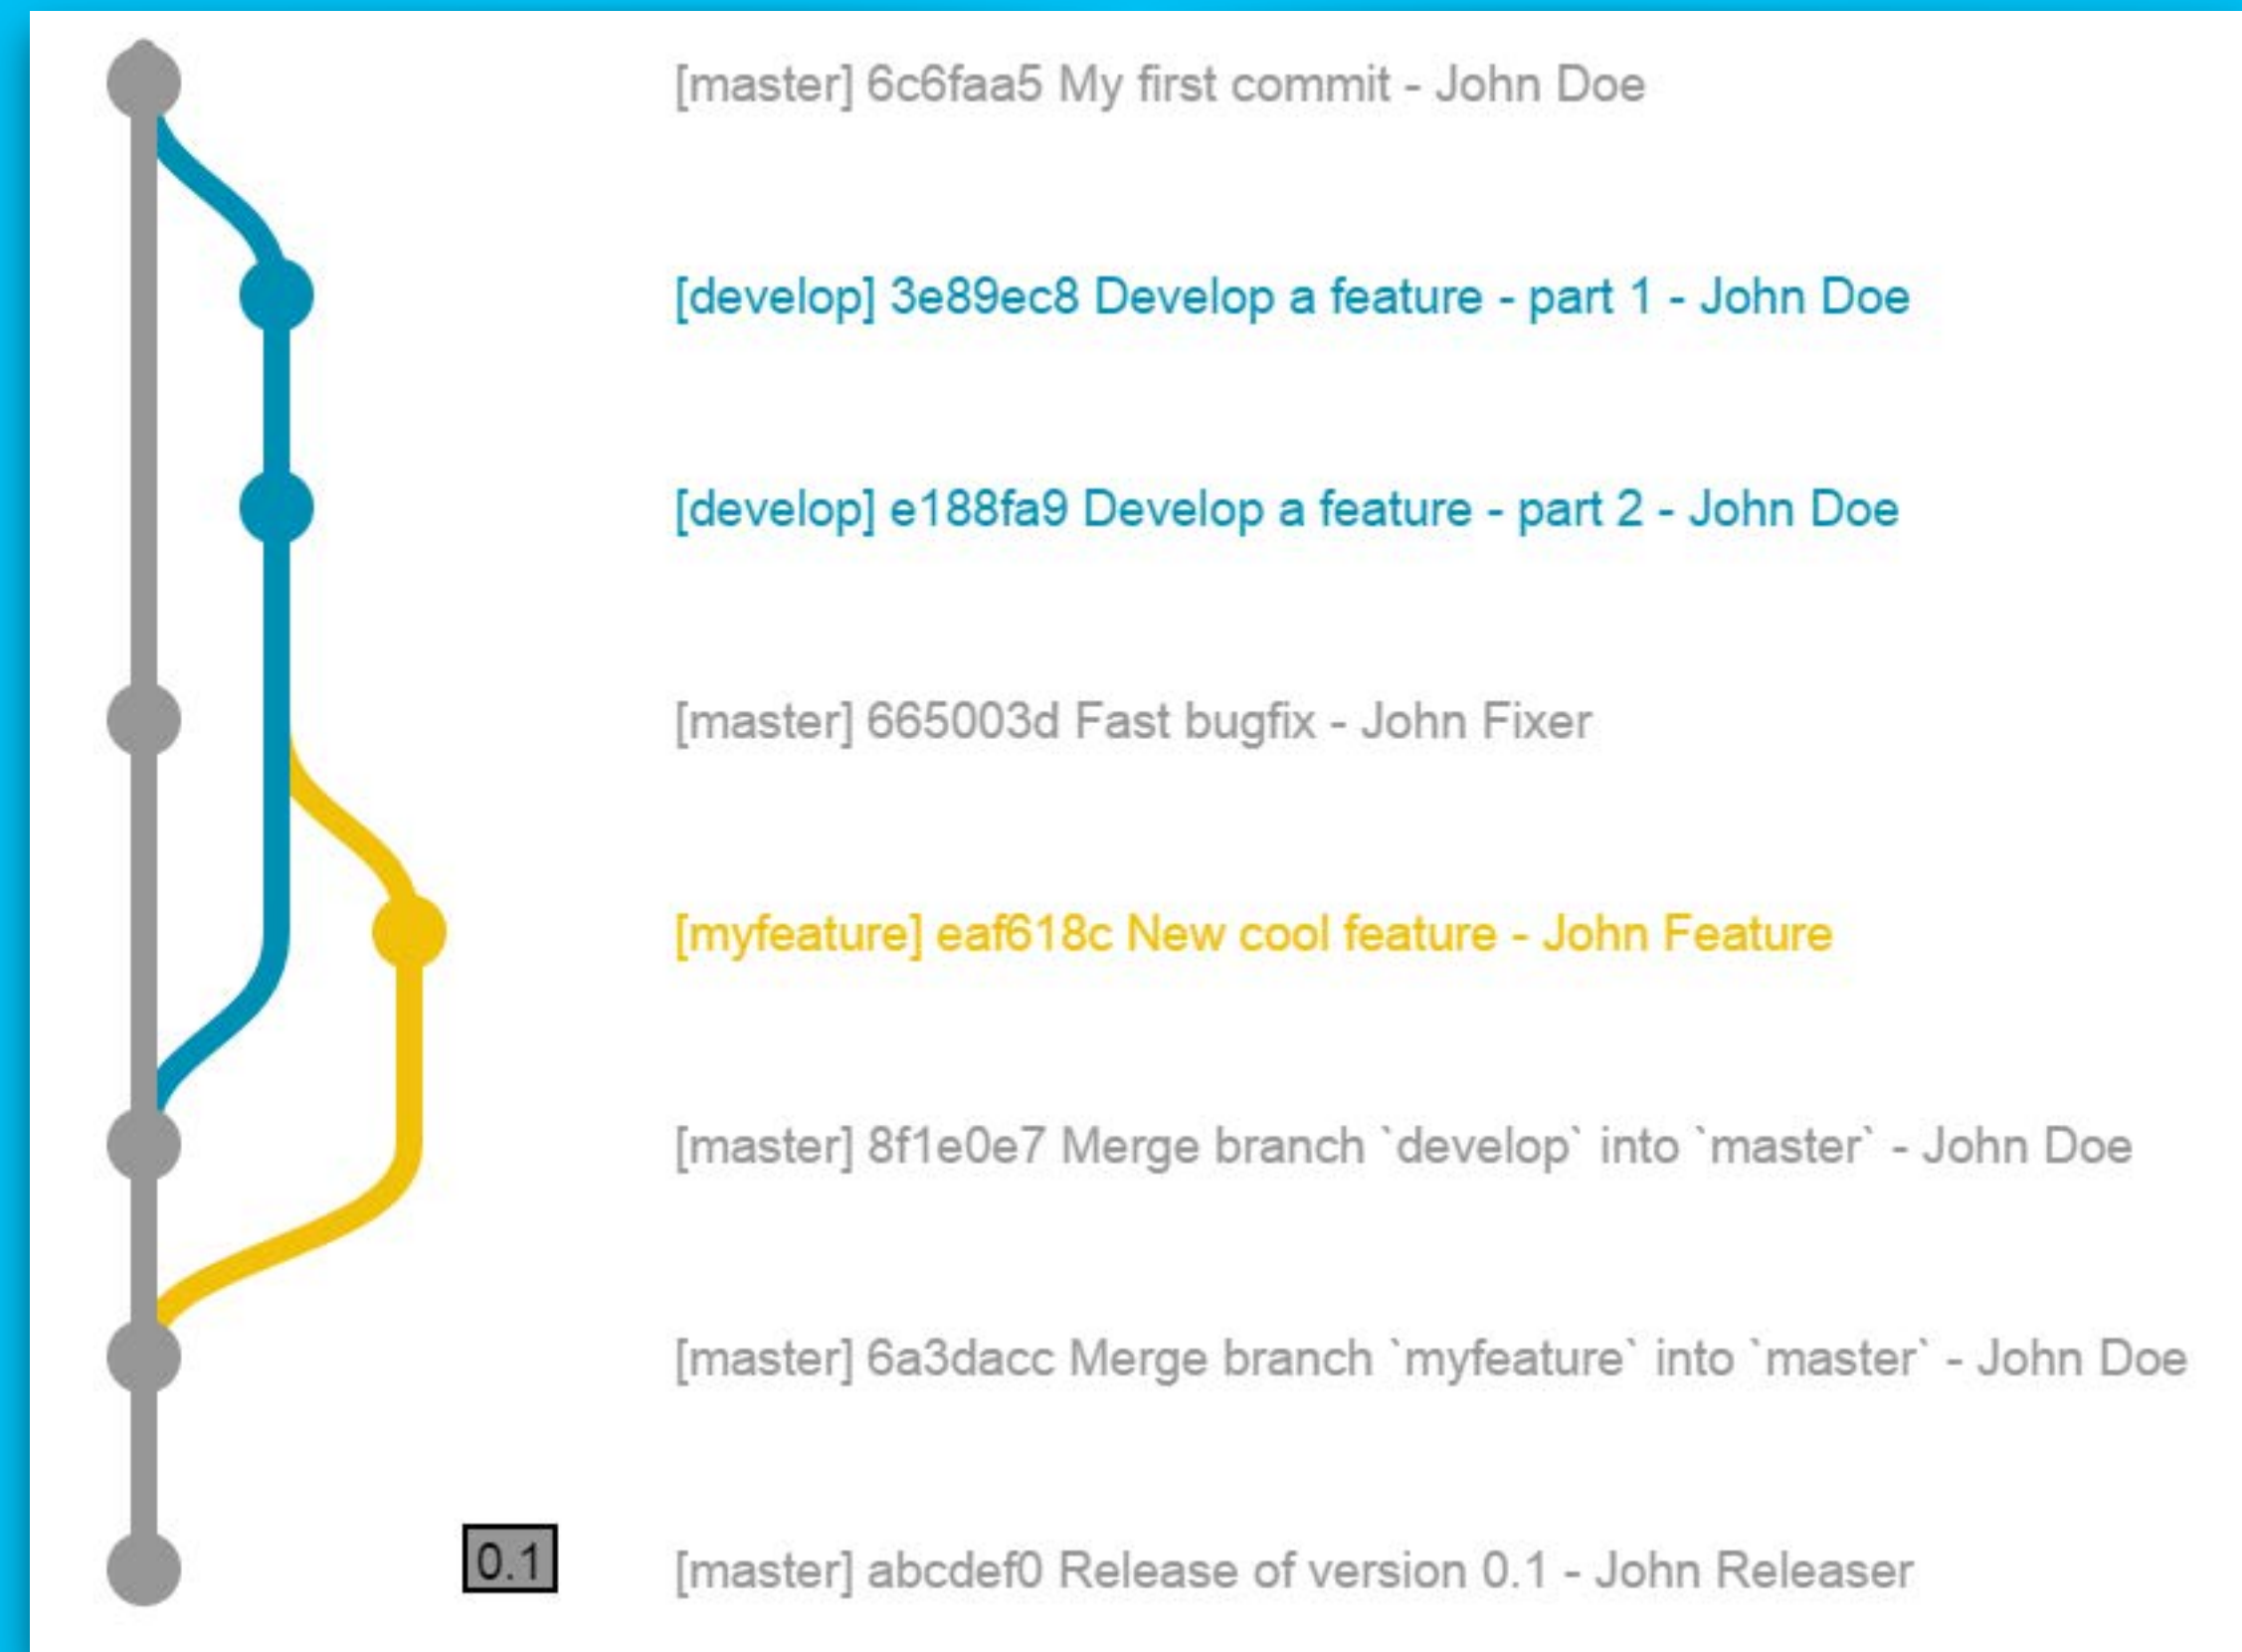 [master] 6c6faa5 My first commit - John Doe
[develop] 3e89ec8 Develop a feature - part 1 - John Doe
[develop] e188fa9 Develop a feature - part 2 - John Doe
[master] 665003d Fast bugfix - John Fixer
[myfeature] eaf618c New cool feature - John Feature
[master] 8f1e0e7 Merge branch `develop` into `master` - John Doe
[master] 6a3dacc Merge branch `myfeature` into `master` - John Doe
0.1 [master] abcdef0 Release of version 0.1 - John Releaser